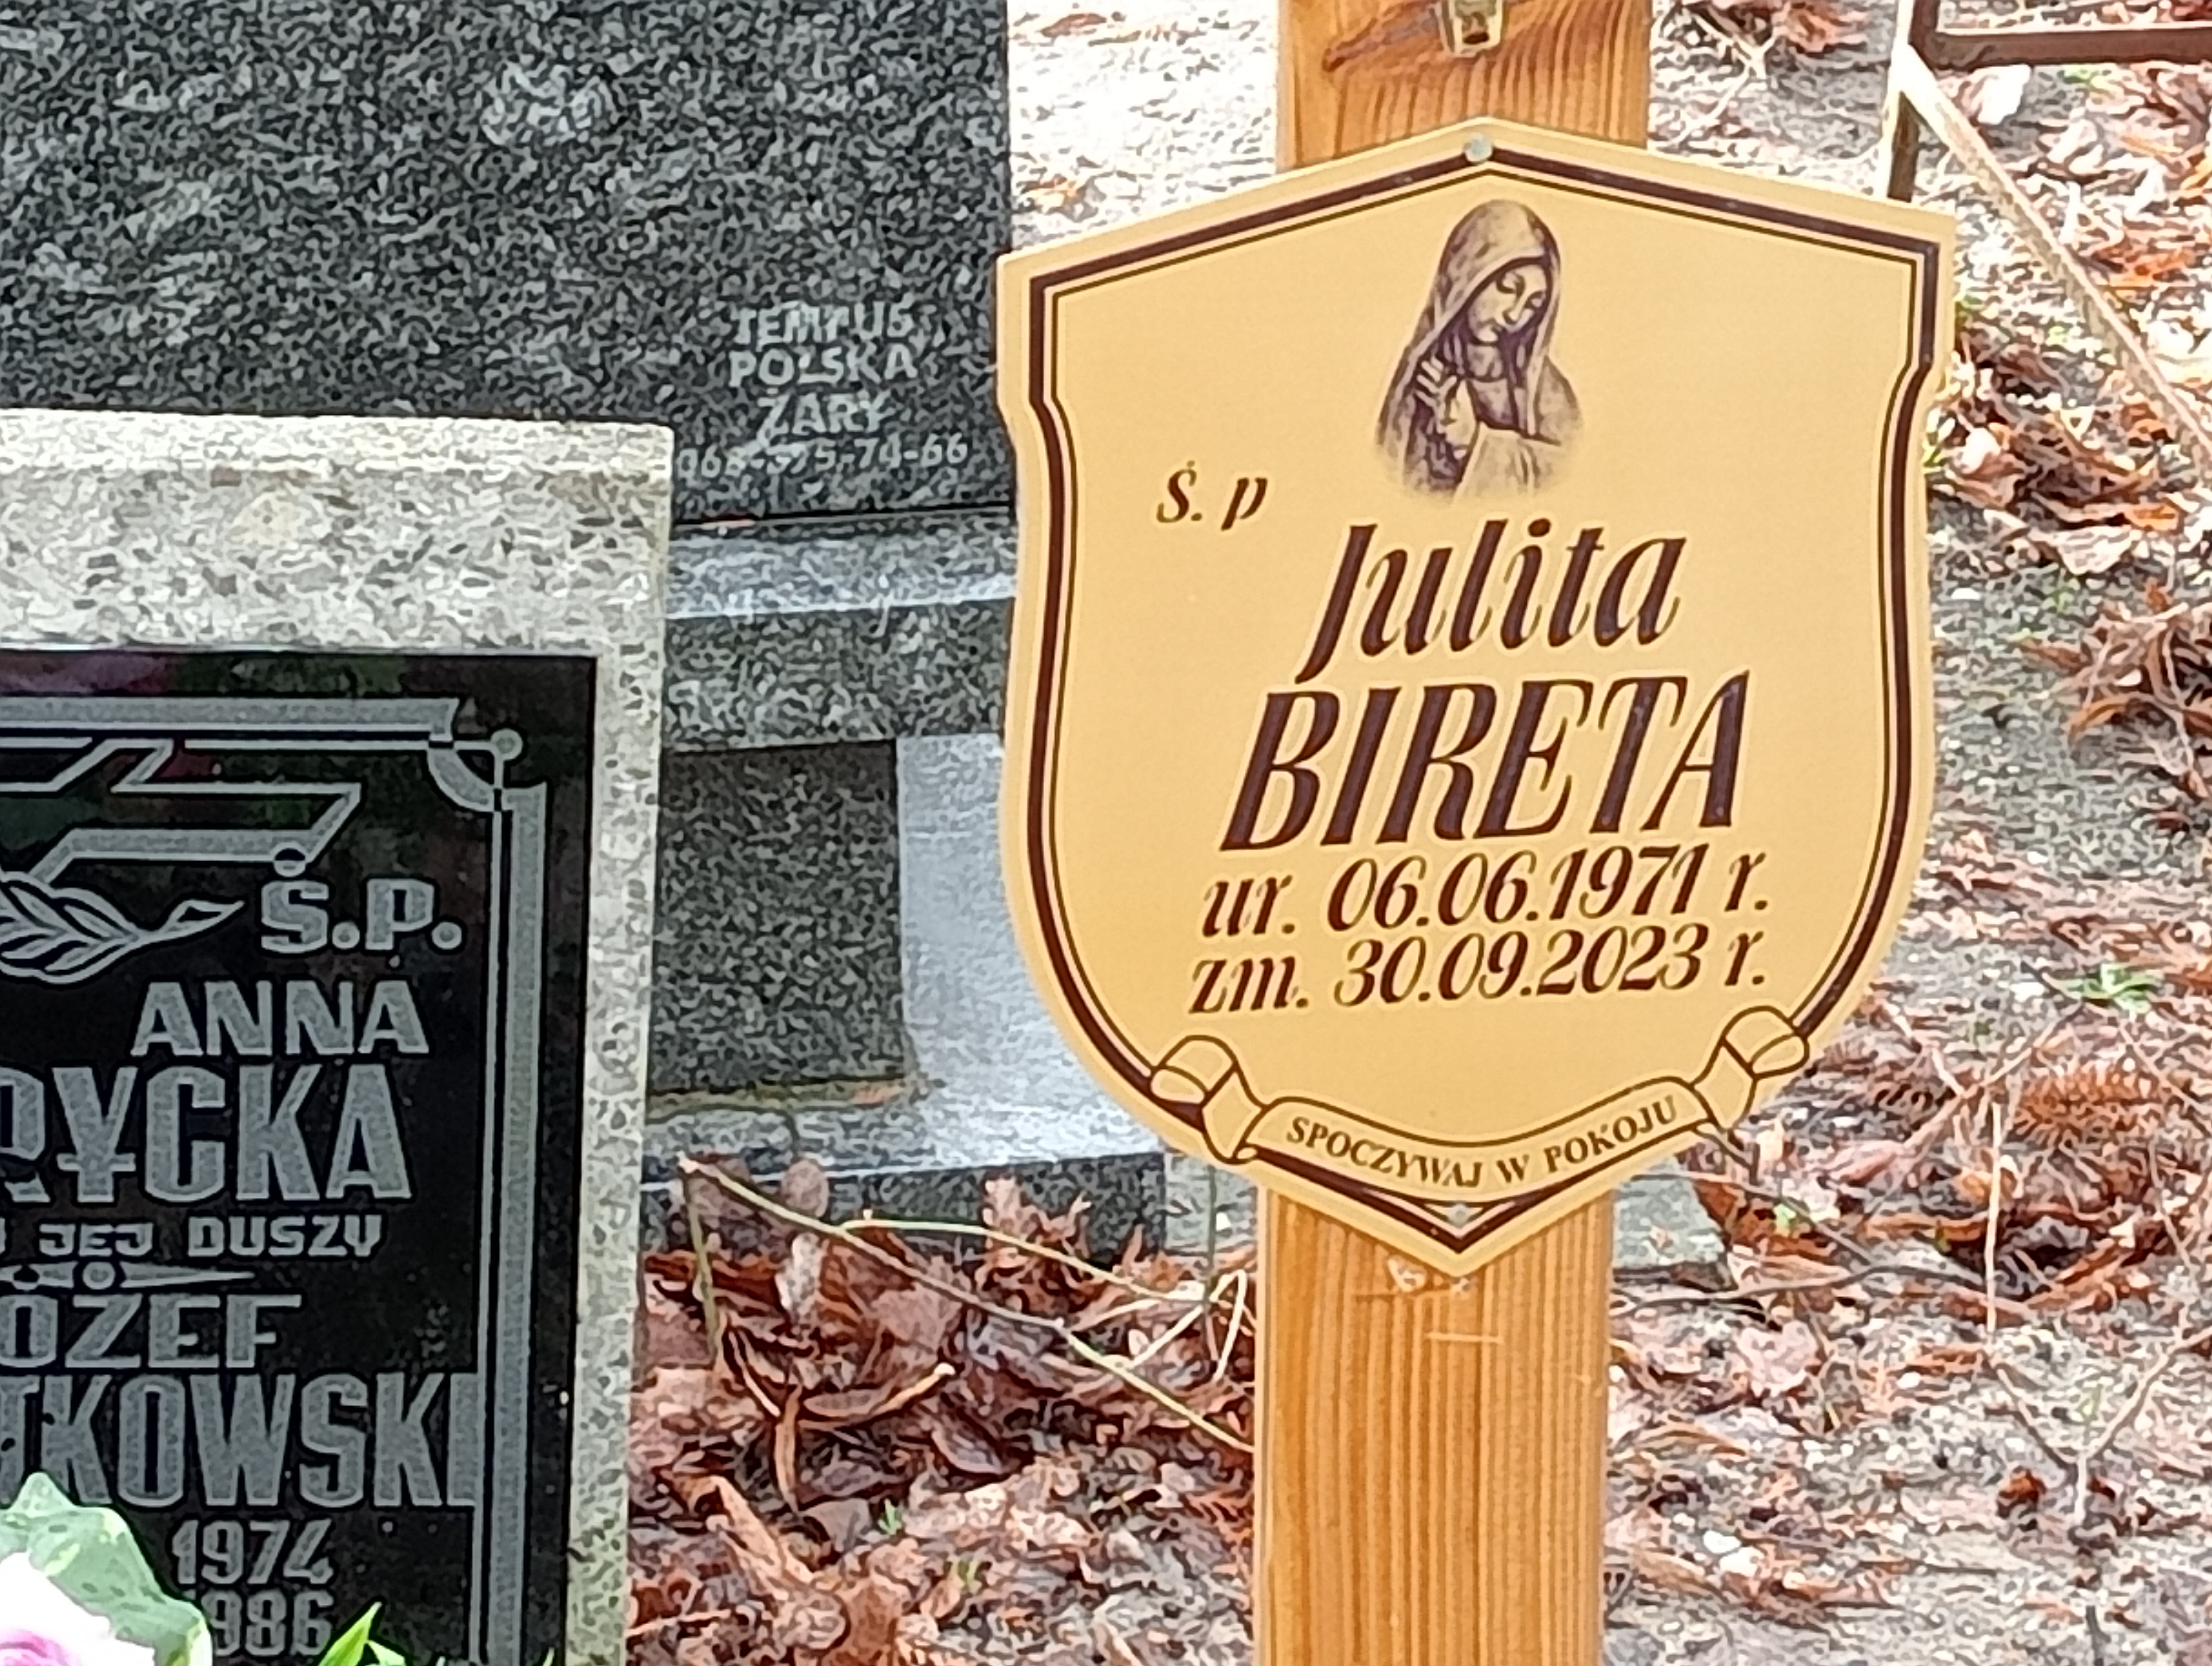 TEMPUS
POLSKA
ŻARY
Ś. p
Julita
BIRETA
ur. 06.06.1971 r.
zm. 30.09.2023 r.
SPOCZYWAJ W POKOJU
Ś.P.
ANNA
RYCKA
JEJ DUSZY
ÓZEF
TKOWSKI
1974
986